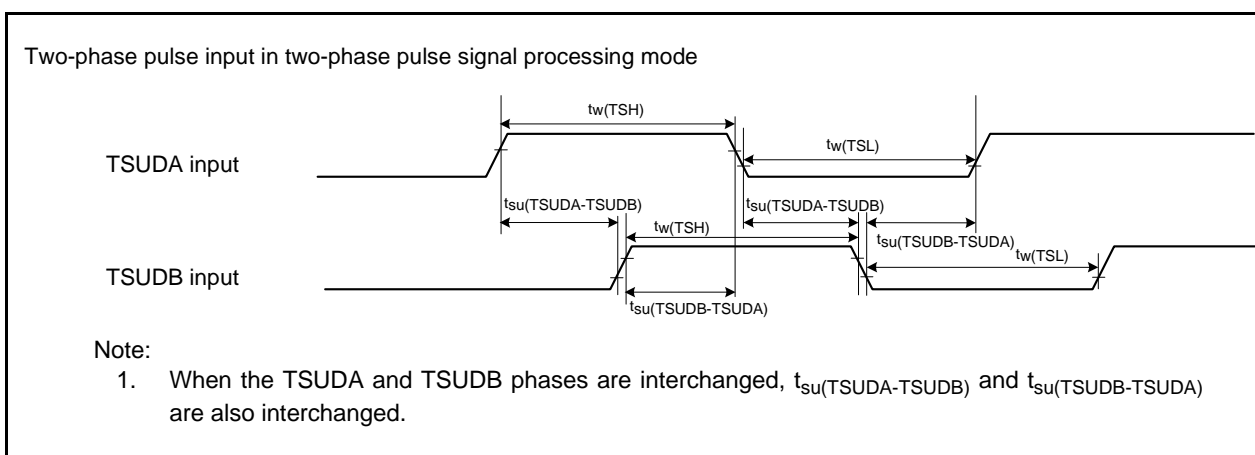 Two-phase pulse input in two-phase pulse signal processing mode
tw(TSH)
TSUDA input
tw(TSL)
tsu(TSUDA-TSUDB)
tsu(TSUDA-TSUDB)
tw(TSH)
tsu(TSUDB-TSUDA)
tw(TSL)
TSUDB input
tsu(TSUDB-TSUDA)
Note:
1. When the TSUDA and TSUDB phases are interchanged, tsu(TSUDA-TSUDB) and tsu(TSUDB-TSUDA)
are also interchanged.